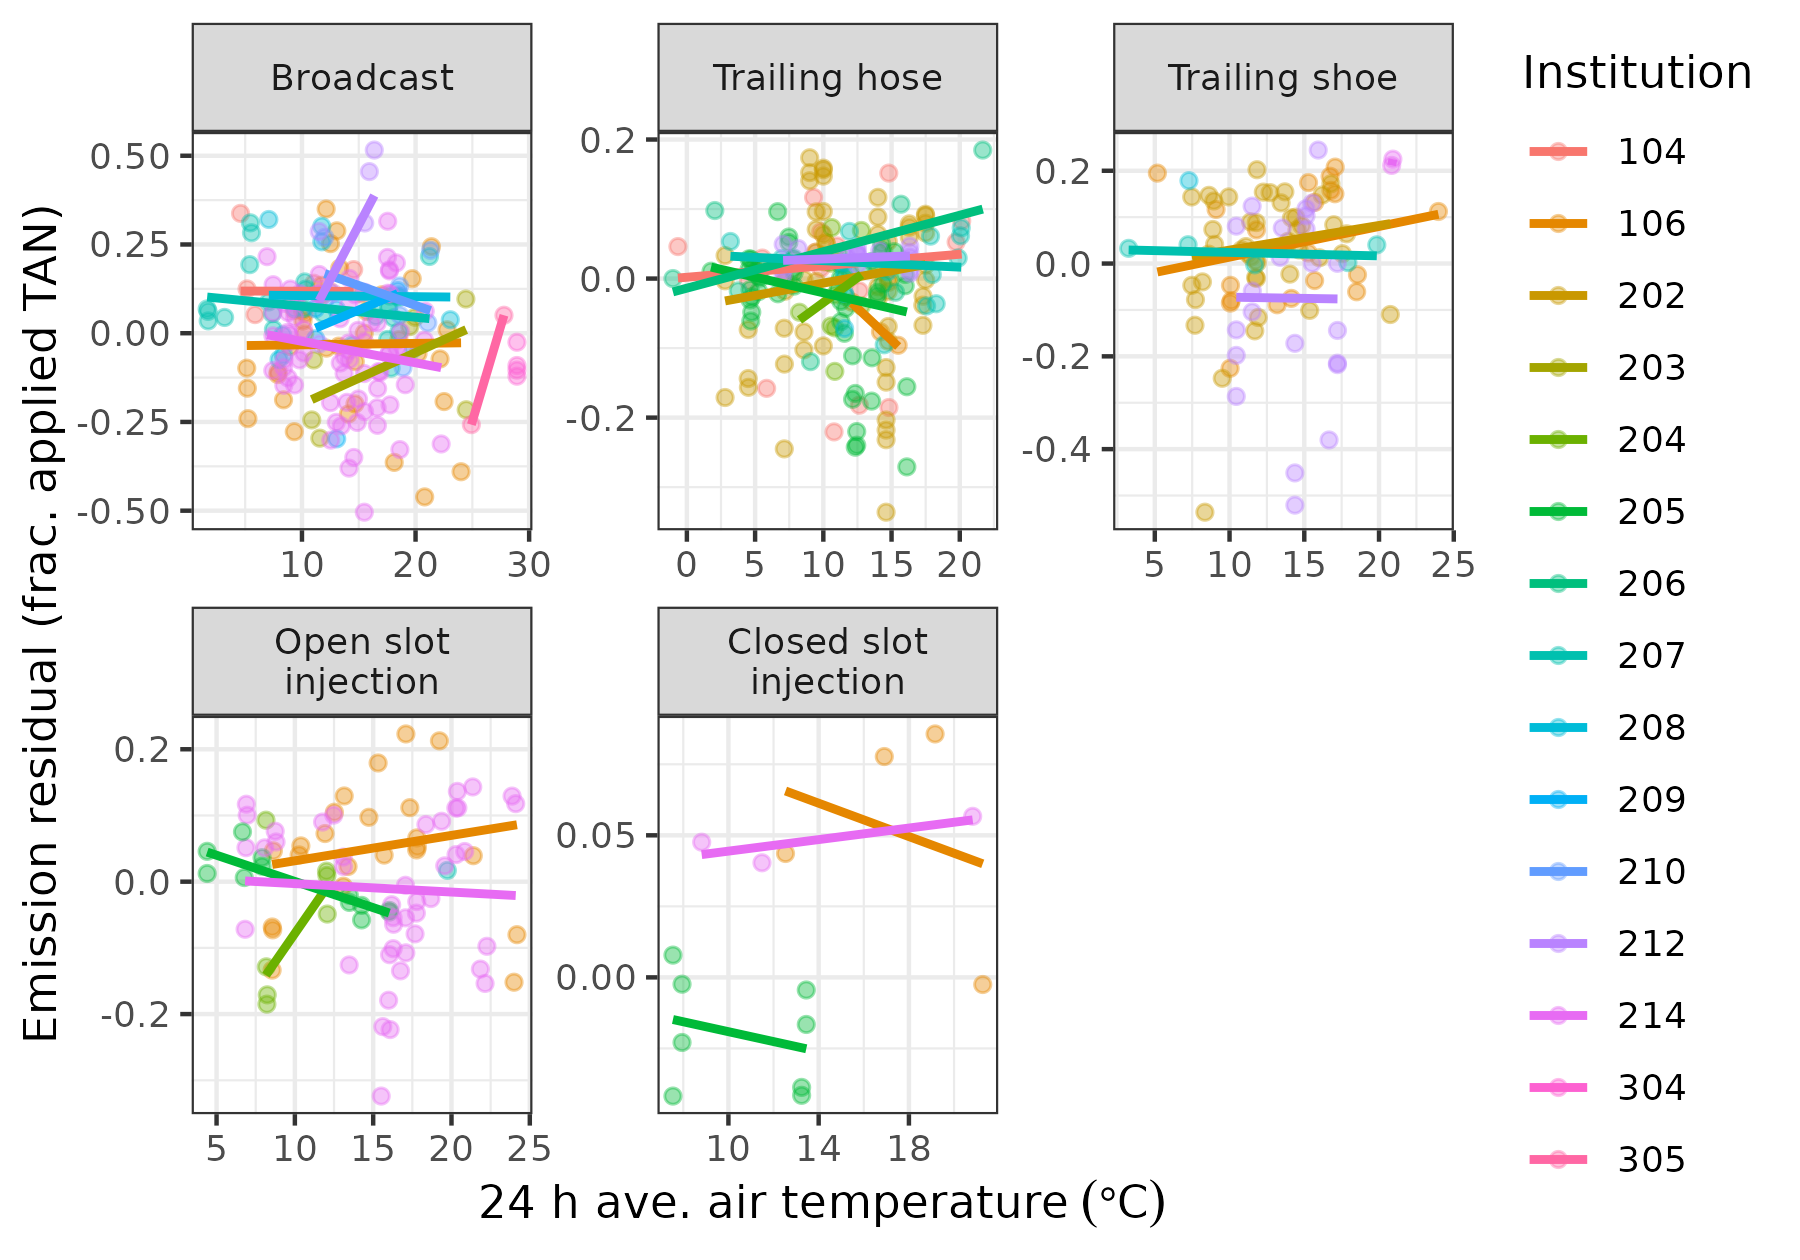 Broadcast
Trailing hose
Trailing shoe
Institution
104
106
202
203
204
205
206
207
208
209
210
212
214
304
305
0.50
0.25
0.00
-0.25
-0.50
10 20 30
0.2
0.0
-0.2
0 5 10 15 20
0.2
0.0
-0.2
-0.4
5 10 15 20 25
Open slot
injection
Closed slot
injection
0.2
0.0
-0.2
5 10 15 20 25
0.05
0.00
10 14 18
Emission residual (frac. applied TAN)
24 h ave. air temperature (°C)